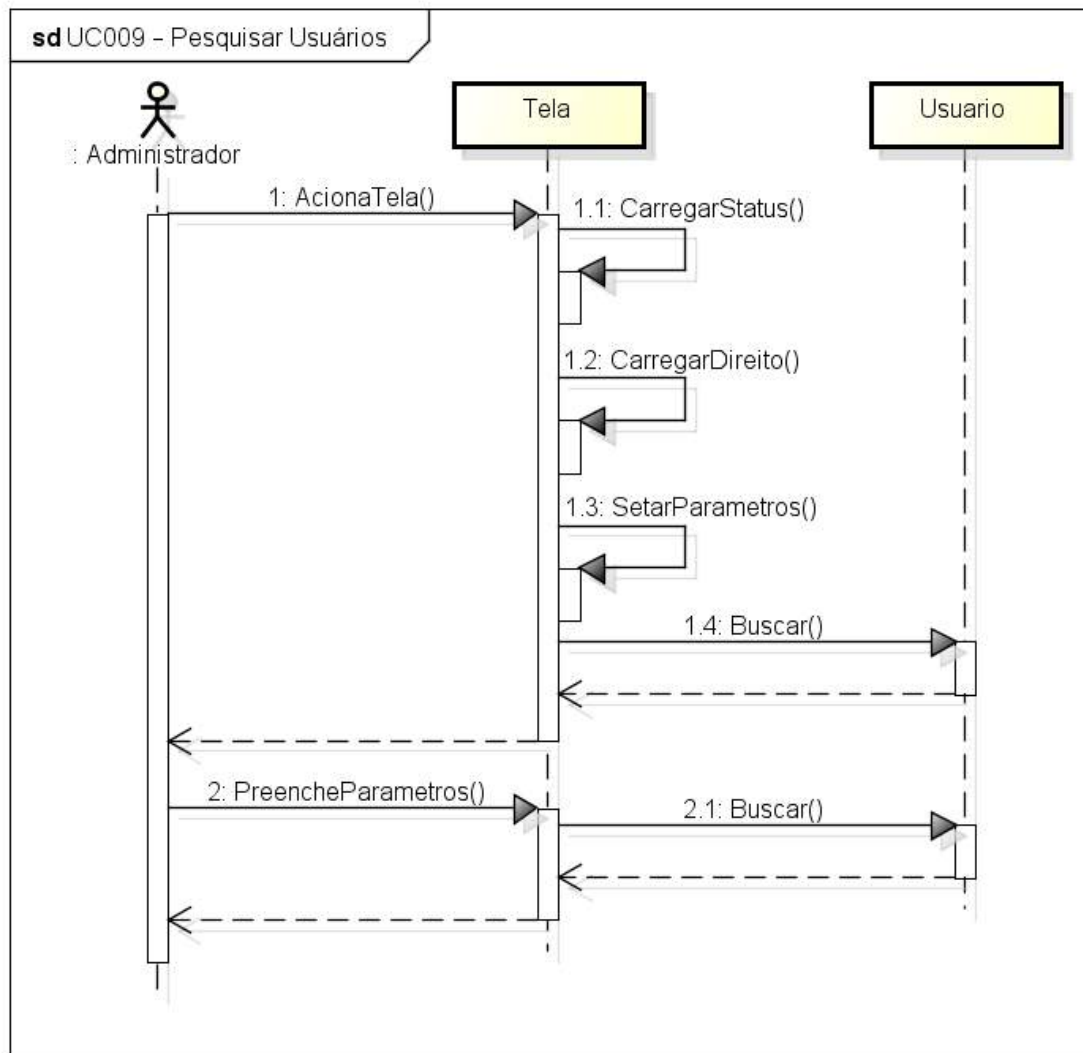 sd UC009 - Pesquisar Usuários
Tela
Usuario
: Administrador
1: AcionaTela()
1.1: CarregarStatus()
1.2: CarregarDireito()
1.3: SetarParametros()
1.4: Buscar()
2: PreencheParametros()
2.1: Buscar()